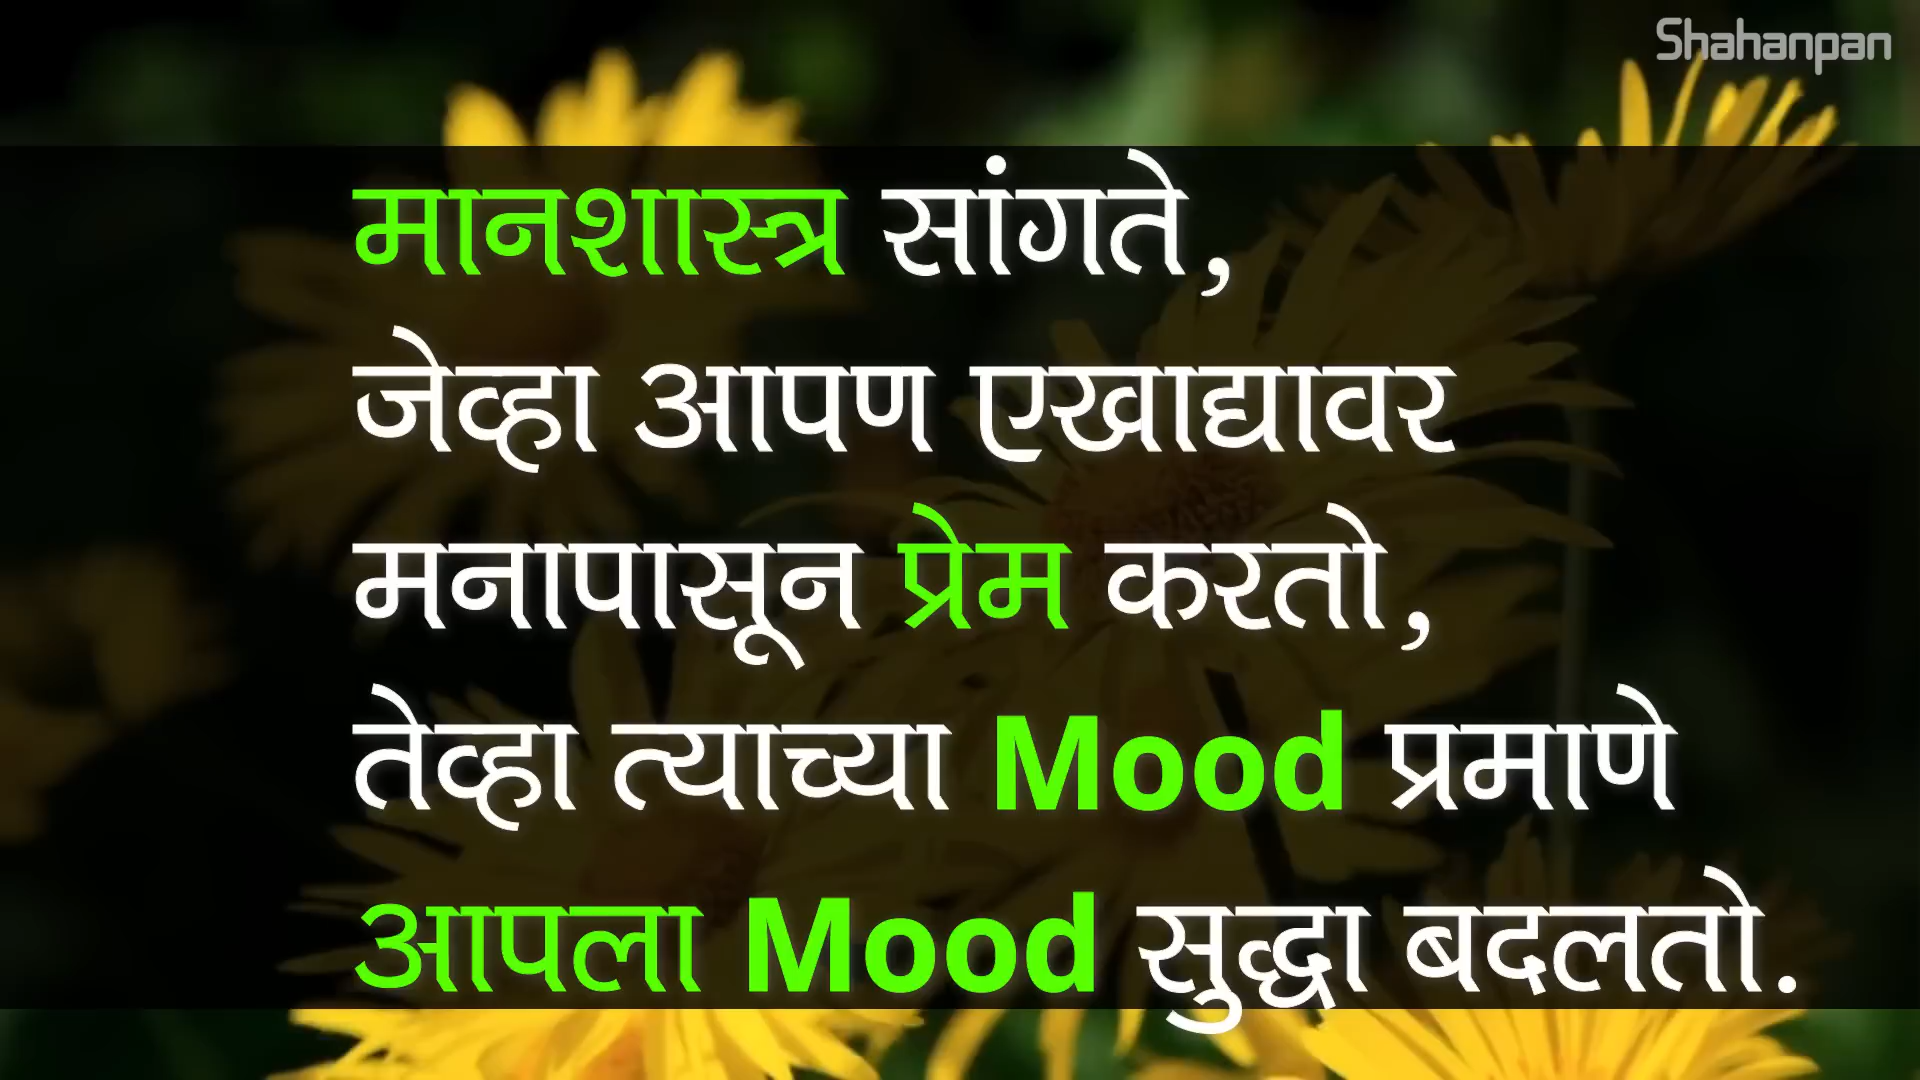 Shahanpan
मानशास्त्र सांगते,
जेव्हा आपण एखाद्यावर
मनापासून प्रेम करतो,
तेव्हा त्याच्या Mood प्रमाणे
आपला Mood सुद्धा बदलतो.